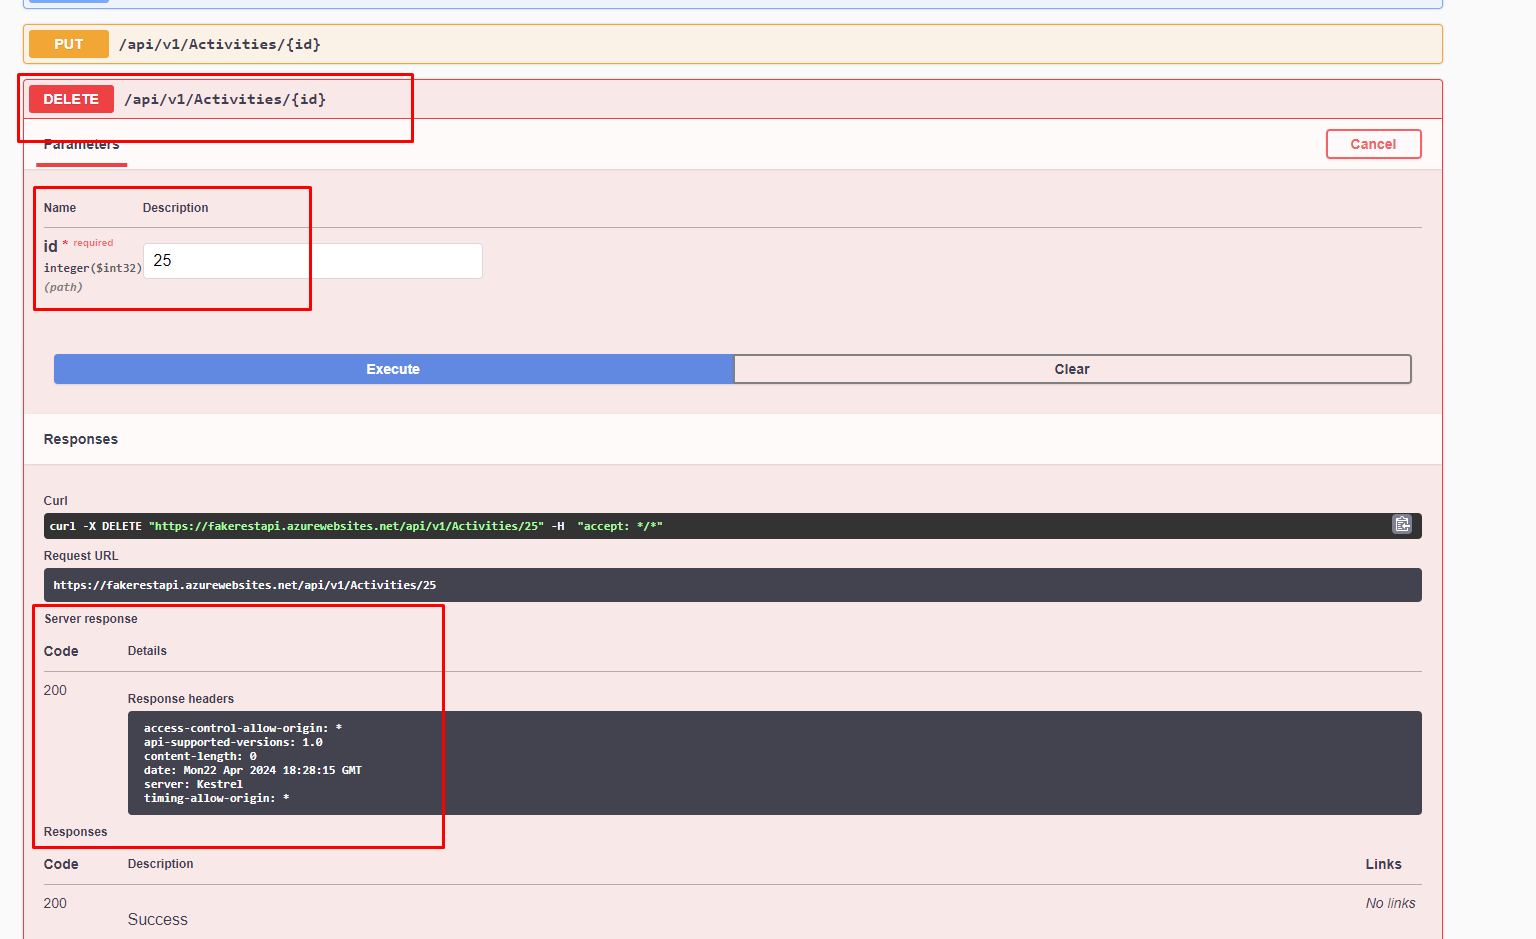 PUT /api/v1/Activities/{id}
DELETE /api/v1/Activities/{id}
Parameters
Cancel
Name Description
id * required
integer($int32)
(path)
25
Execute Clear
Responses
Curl
curl -X DELETE "https://fakerestapi.azurewebsites.net/api/v1/Activities/25" -H  "accept: */*"
Request URL
https://fakerestapi.azurewebsites.net/api/v1/Activities/25
Server response
Code Details
200
Response headers
access-control-allow-origin: *
api-supported-versions: 1.0
content-length: 0
date: Mon22 Apr 2024 18:28:15 GMT
server: Kestrel
timing-allow-origin: *
Responses
Code Description Links
200 No links
Success